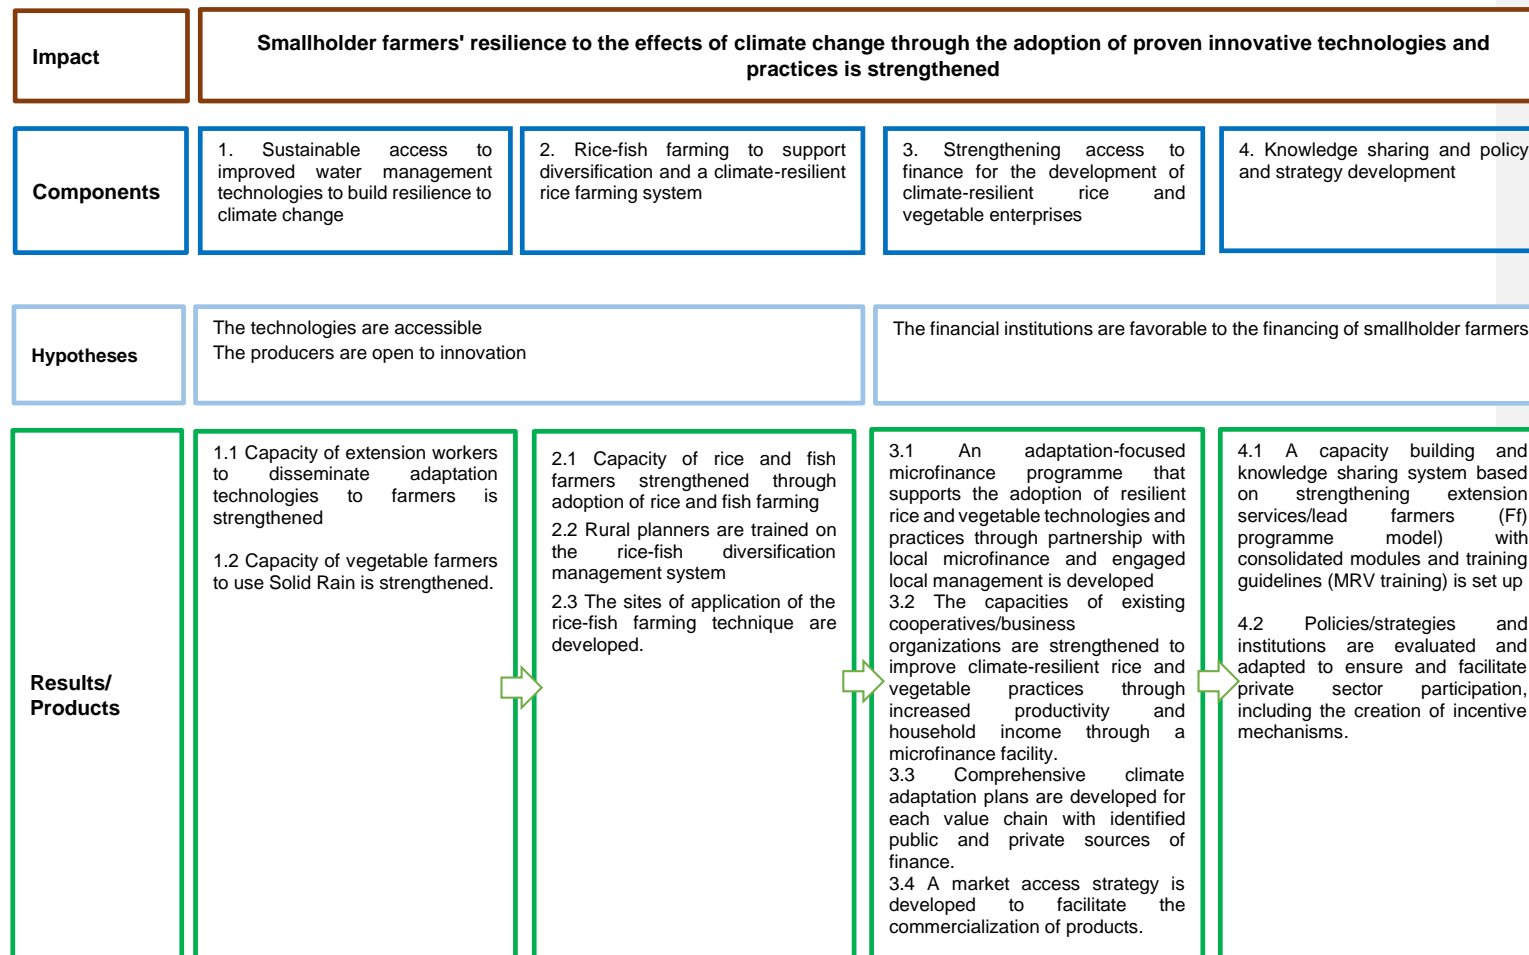 Impact
Smallholder farmers' resilience to the effects of climate change through the adoption of proven innovative technologies and
practices is strengthened
Components
1. Sustainable access to
improved water management
technologies to build resilience to
climate change
2. Rice-fish farming to support
diversification and a climate-resilient
rice farming system
3. Strengthening access to
finance for the development of
climate-resilient rice and
vegetable enterprises
4. Knowledge sharing and policy
and strategy development
Hypotheses
The technologies are accessible
The producers are open to innovation
The financial institutions are favorable to the financing of smallholder farmers
Results/
Products
1.1 Capacity of extension workers
to disseminate adaptation
technologies to farmers is
strengthened
1.2 Capacity of vegetable farmers
to use Solid Rain is strengthened.
2.1 Capacity of rice and fish
farmers strengthened through
adoption of rice and fish farming
2.2 Rural planners are trained on
the rice-fish diversification
management system
2.3 The sites of application of the
rice-fish farming technique are
developed.
3.1 An adaptation-focused
microfinance programme that
supports the adoption of resilient
rice and vegetable technologies and
practices through partnership with
local microfinance and engaged
local management is developed
3.2 The capacities of existing
cooperatives/business
organizations are strengthened to
improve climate-resilient rice and
vegetable practices through
increased productivity and
household income through a
microfinance facility.
3.3 Comprehensive climate
adaptation plans are developed for
each value chain with identified
public and private sources of
finance.
3.4 A market access strategy is
developed to facilitate the
commercialization of products.
4.1 A capacity building and
knowledge sharing system based
on strengthening extension
services/lead farmers (Ff)
programme model) with
consolidated modules and training
guidelines (MRV training) is set up
4.2 Policies/strategies and
institutions are evaluated and
adapted to ensure and facilitate
private sector participation,
including the creation of incentive
mechanisms.